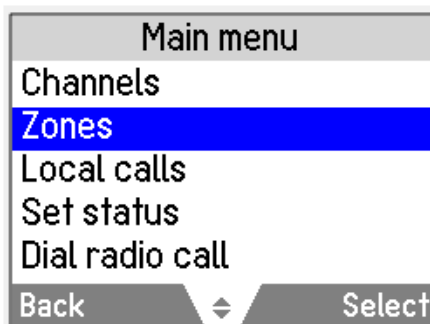 Main menu
Channels
Zones
Local calls
Set status
Dial radio call
Back Select